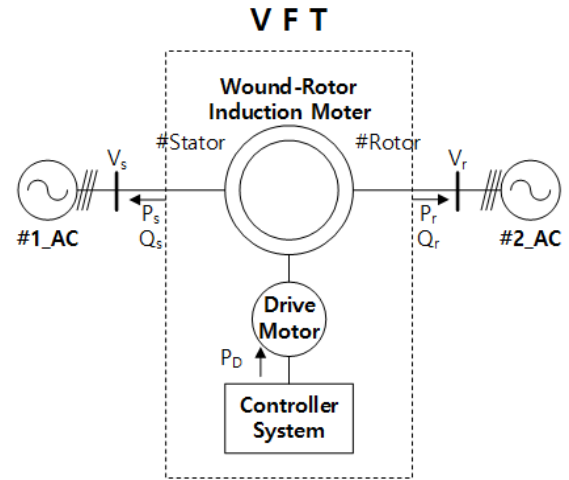 V F T
Wound-Rotor
Induction Moter
#Stator
#Rotor
Vs
Vr
Ps
Qs
Pr
Qr
#1_AC
#2_AC
Drive
Motor
PD
Controller
System